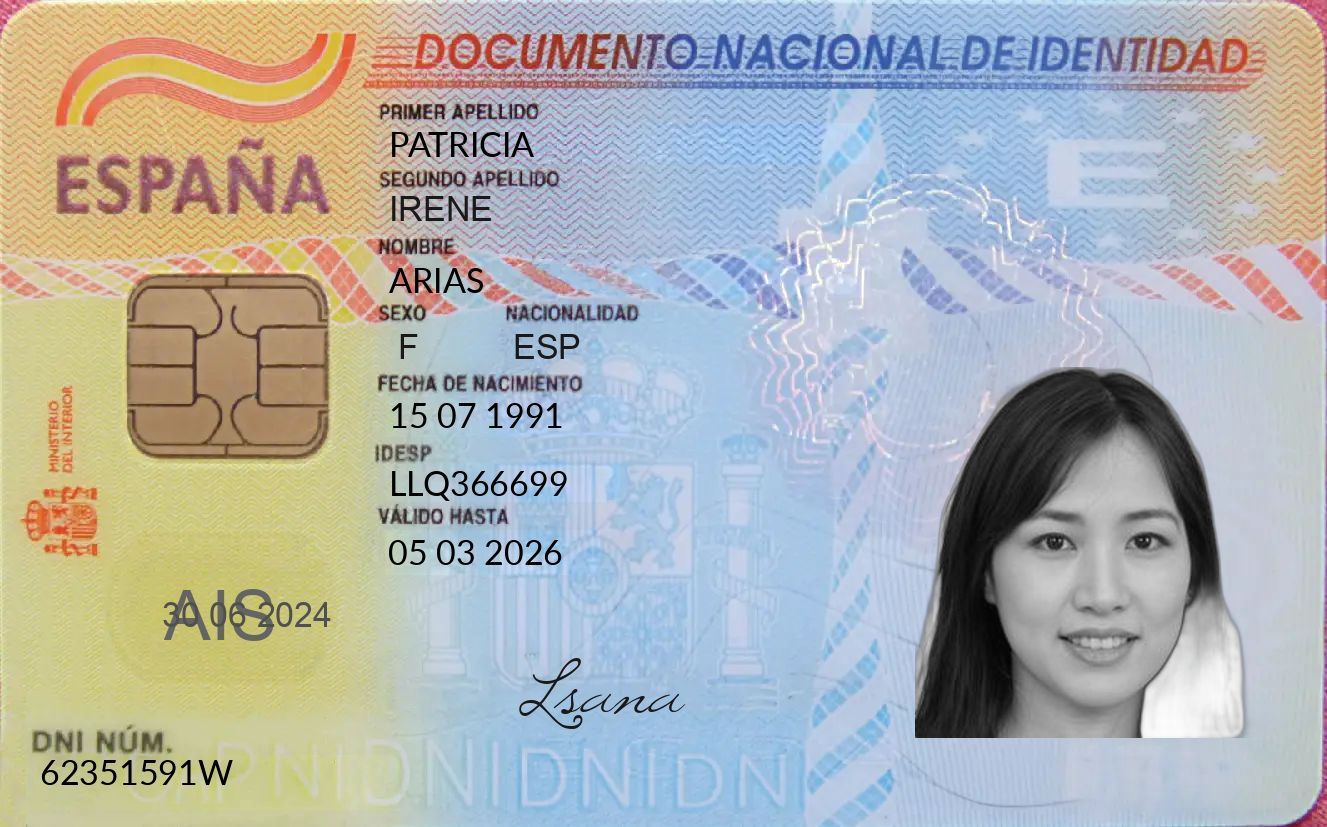 DOCUMENTO NACIONAL DE IDENTIDAD
ESPAÑA
PRIMER APELLIDO
PATRICIA
SEGUNDO APELLIDO
IRENE
NOMBRE
ARIAS
SEXO NACIONALIDAD
F ESP
FECHA DE NACIMIENTO
15 07 1991
IDESP
LLQ366699
VÁLIDO HASTA
05 03 2026
MINISTERIO
DEL INTERIOR
E
AIS
30 06 2024
Lsana
DNI NÚM.
62351591W
DNIDNIDNIDN